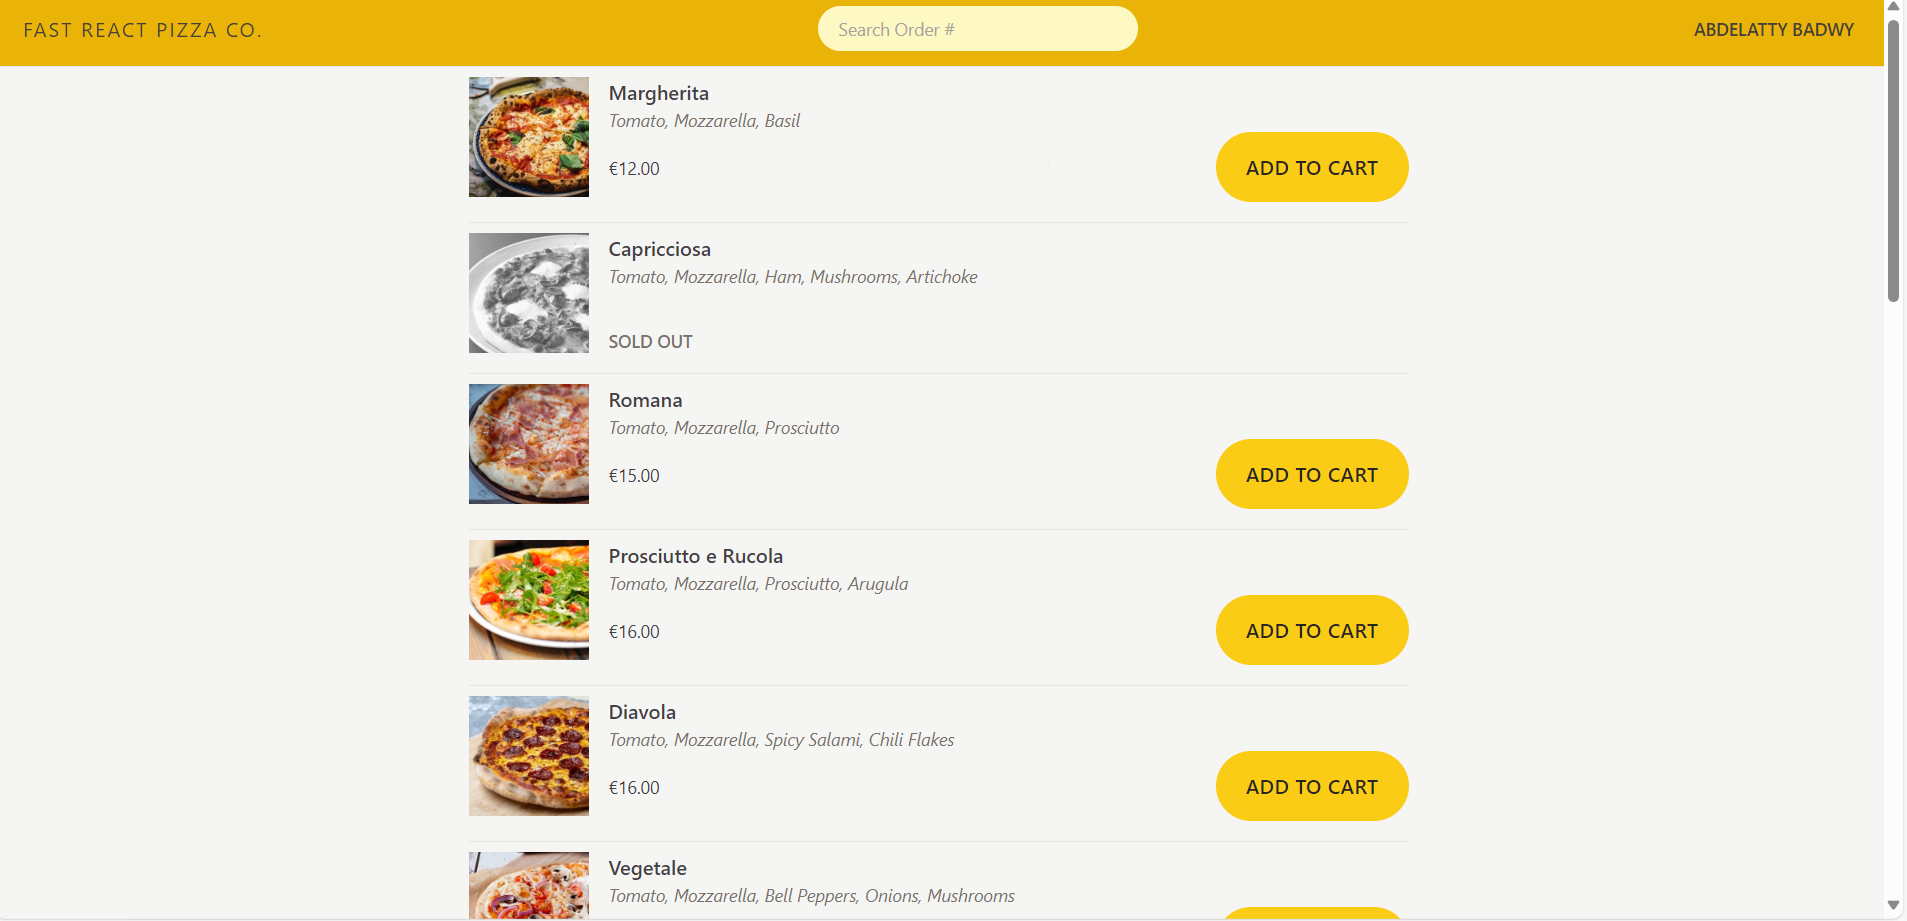 FAST REACT PIZZA CO.
Search Order #
ABDELATTY BADWY
Margherita
Tomato, Mozzarella, Basil
€12.00
ADD TO CART
Capricciosa
Tomato, Mozzarella, Ham, Mushrooms, Artichoke
SOLD OUT
Romana
Tomato, Mozzarella, Prosciutto
€15.00
ADD TO CART
Prosciutto e Rucola
Tomato, Mozzarella, Prosciutto, Arugula
€16.00
ADD TO CART
Diavola
Tomato, Mozzarella, Spicy Salami, Chili Flakes
€16.00
ADD TO CART
Vegetale
Tomato, Mozzarella, Bell Peppers, Onions, Mushrooms